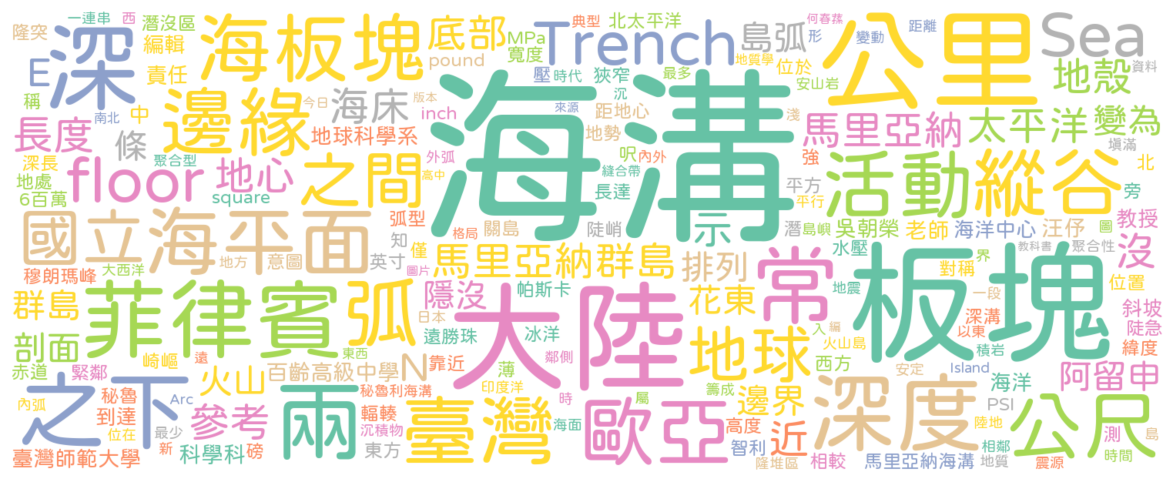 一連串
西
潛沒區
隆突
深
海板塊
底部
典型
北太平洋
何春蓀
MPa
Trench
島弧
形
變動
距離
公里
Sea
編輯
寬度
地質學
E
責任
pound
壓
時代
狹窄
位於
最多
安山岩
地殼
資料
稱
南北
中
邊緣
今日
版本
海床
inch
海溝
來源
沉
距地心
淺
長度
地球科學系
條
地勢
馬里亞納
太平洋
變為
深長
聚合型
外弧
呎
內外
強
填滿
地處
floor
地心
之間
高中
縫合帶
活動
縱谷
北
6百萬
square
長達
平方
平行
旁
國立
海平面
弧型
關島
陡峭
示
潛
島嶼
吳朝榮
老師
海洋中心
汪伃
圖
教授
知
格局
水壓
界
教科書
聚合性
沒
穆朗瑪峰
大西洋
地方
意圖
僅
英寸
圖片
馬里亞納群島
排列
常
板塊
對稱
位置
群島
菲律賓
弧
隱沒
帕斯卡
花東
地震
一段
斜坡
日本
大陸
地球
入
編
深溝
以東
陡急
剖面
崎嶇
遠
東西
遠勝珠
冰洋
火山島
積岩
緯度
赤道
緊鄰
火山
百齡高級中學
N
靠近
薄
鄰側
西方
安定
Island
海洋
阿留申
內弧
之下
秘魯
Arc
兩
秘魯利海溝
印度洋
籌成
邊界
深度
PSI
公尺
到達
參考
輻輳
臺灣
時
屬
歐亞
高度
近
陸地
測
島
位在
最少
沉積物
海面
智利
相鄰
臺灣師範大學
新
科學科
磅
東方
隆堆區
相較
馬里亞納海溝
地質
震源
時間